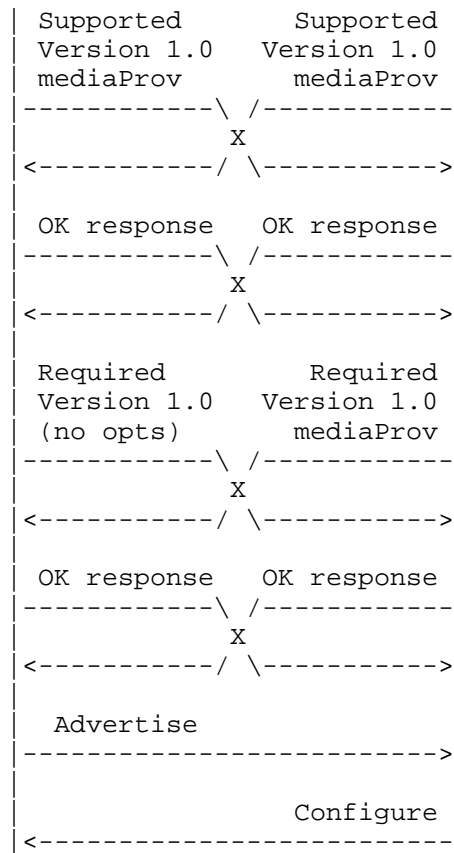 Supported Supported
Version 1.0 Version 1.0
mediaProv mediaProv
X
OK response OK response
X
Required Required
Version 1.0 Version 1.0
(no opts) mediaProv
X
OK response OK response
X
Advertise
Configure